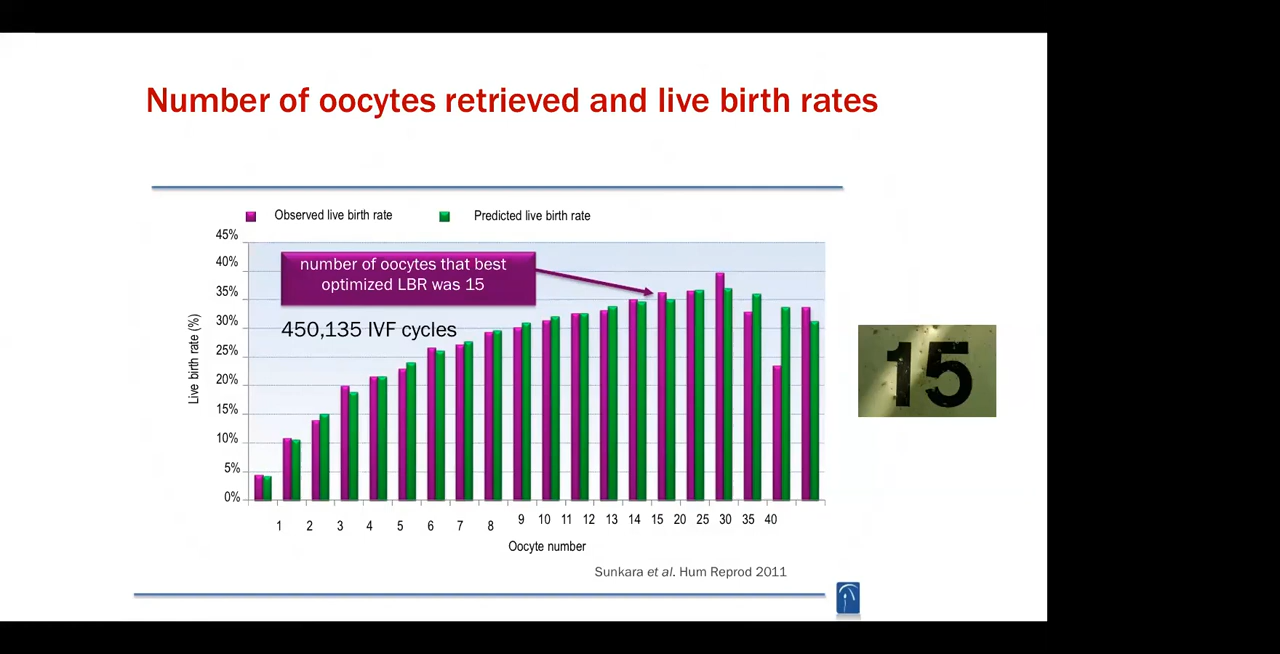 Number of oocytes retrieved and live birth rates
Observed live birth rate
Predicted live birth rate
45%
40%
35%
30%
25%
20%
15%
10%
5%
0%
Live birth rate (%)
number of oocytes that best
optimized LBR was 15
450,135 IVF cycles
15
1 2 3 4 5 6 7 8 9 10 11 12 13 14 15 20 25 30 35 40
Oocyte number
Sunkara et al. Hum Reprod 2011